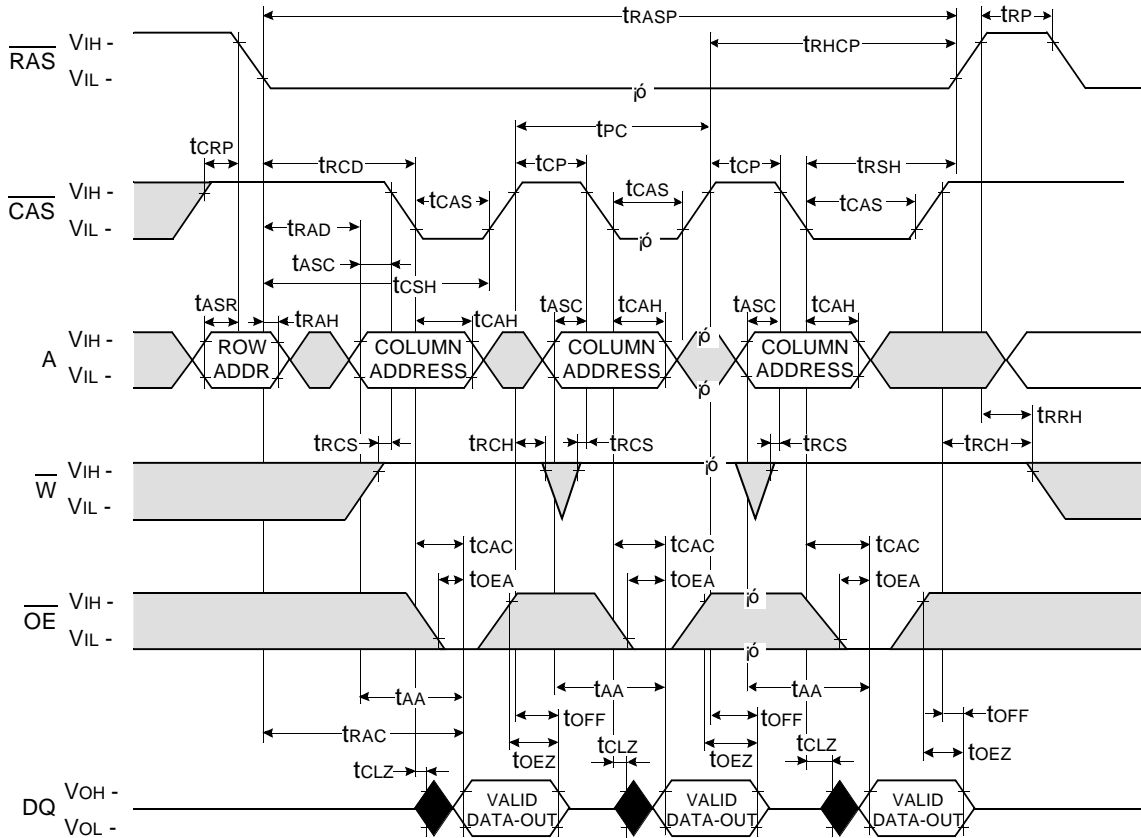 tRASP
tRP
RAS
VIH -
VIL -
tRHCP
¡ó
tPC
tCRP
tRCD
tCP
tCP
tRSH
CAS
VIH -
VIL -
tCAS
tCAS
tCAS
¡ó
tRAD
tASC
tCSH
tASR
tRAH
tCAH
tASC
tCAH
tASC
tCAH
A
VIH -
VIL -
ROW
ADDR
COLUMN
ADDRESS
COLUMN
ADDRESS
¡ó
¡ó
COLUMN
ADDRESS
tRRH
tRCS
tRCH
tRCS
tRCS
tRCH
W
VIH -
VIL -
¡ó
tCAC
tCAC
tCAC
tOEA
tOEA
tOEA
OE
VIH -
VIL -
¡ó
¡ó
tAA
tAA
tAA
tRAC
tOFF
tOFF
tOFF
tCLZ
tOEZ
tCLZ
tOEZ
tCLZ
tOEZ
DQ
VOH -
VOL -
VALID
DATA-OUT
VALID
DATA-OUT
VALID
DATA-OUT